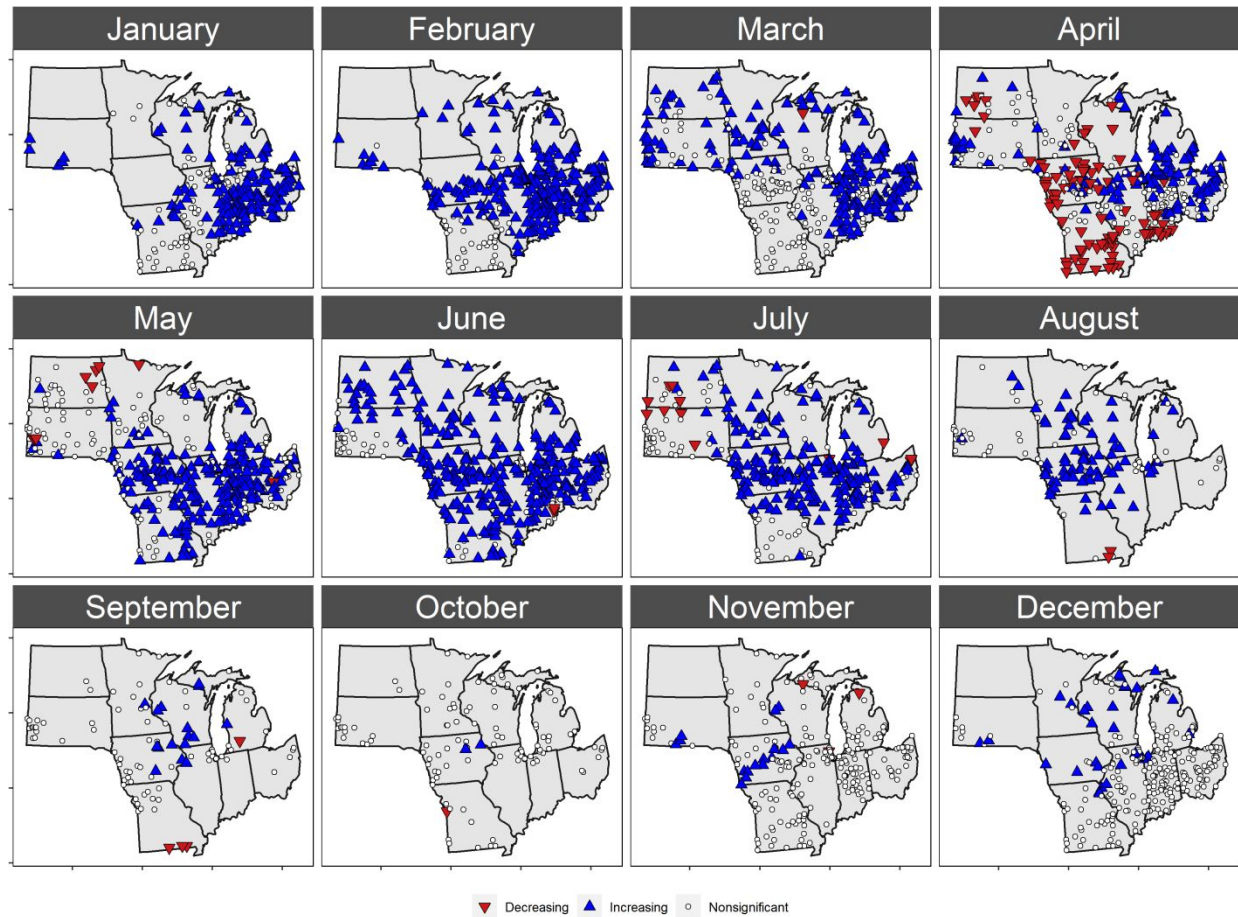 January February March April
May June July August
September October November December
Decreasing Increasing Nonsignificant